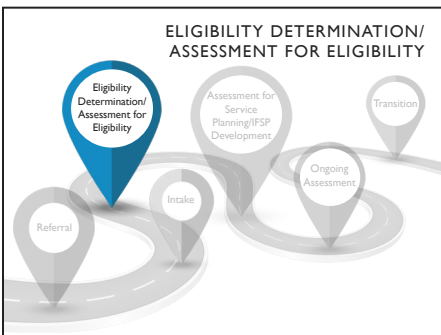 ELIGIBILITY DETERMINATION/
ASSESSMENT FOR ELIGIBILITY
Eligibility
Determination/
Assessment for
Eligibility
Assessment for
Service
Planning/IFSP
Development
Transition
Ongoing
Assessment
Intake
Referral